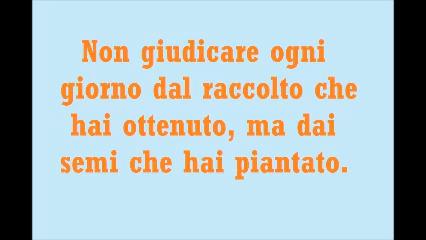 Non giudicare ogni
giorno dal raccolto che
hai ottenuto, ma dai
semi che hai piantato.